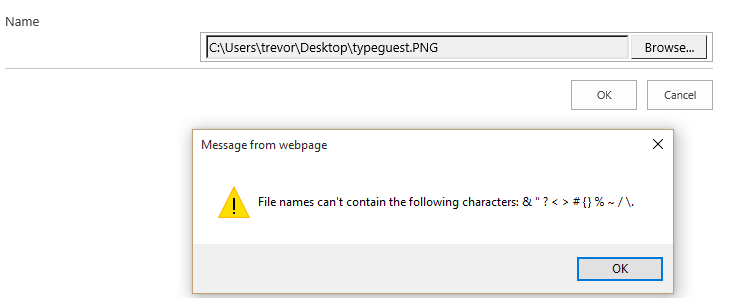 Name
C:\Users\trevor\Desktop\typeguest.PNG Browse...
OK Cancel
Message from webpage
File names can't contain the following characters: & " ? < > # {} % ~ / \.
OK